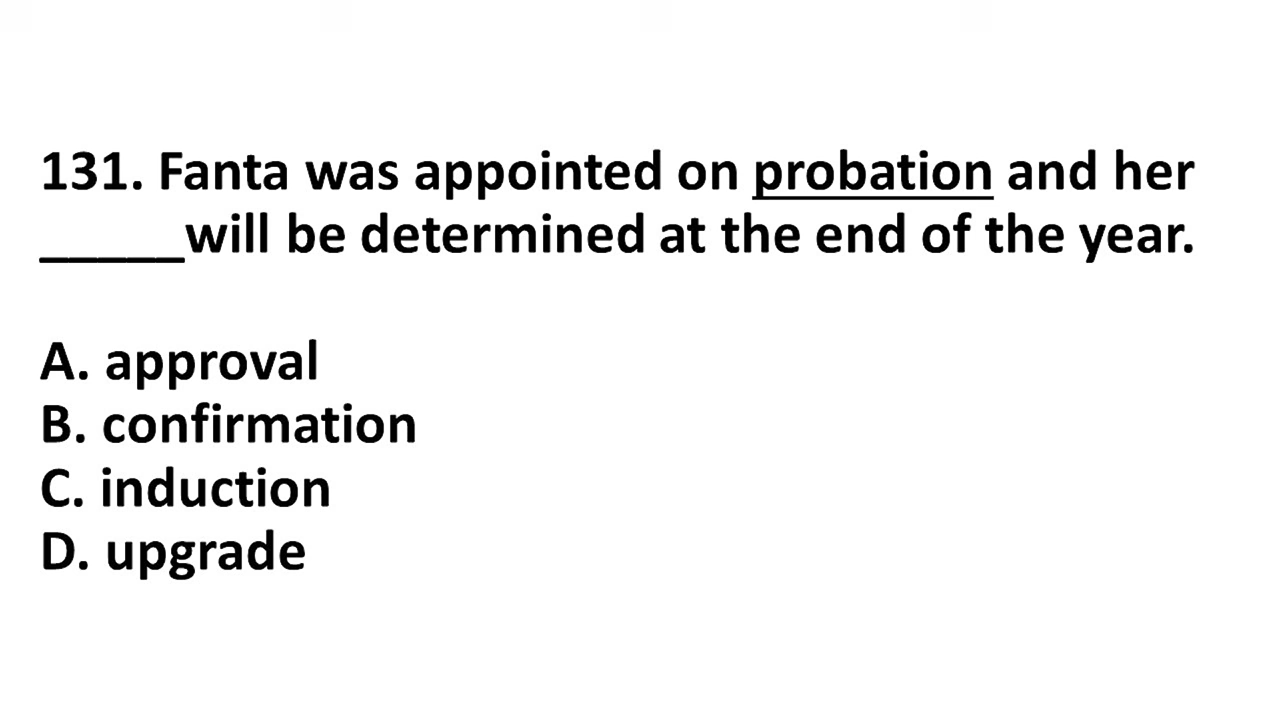 131. Fanta was appointed on probation and her
_____will be determined at the end of the year.
A. approval
B. confirmation
C. induction
D. upgrade